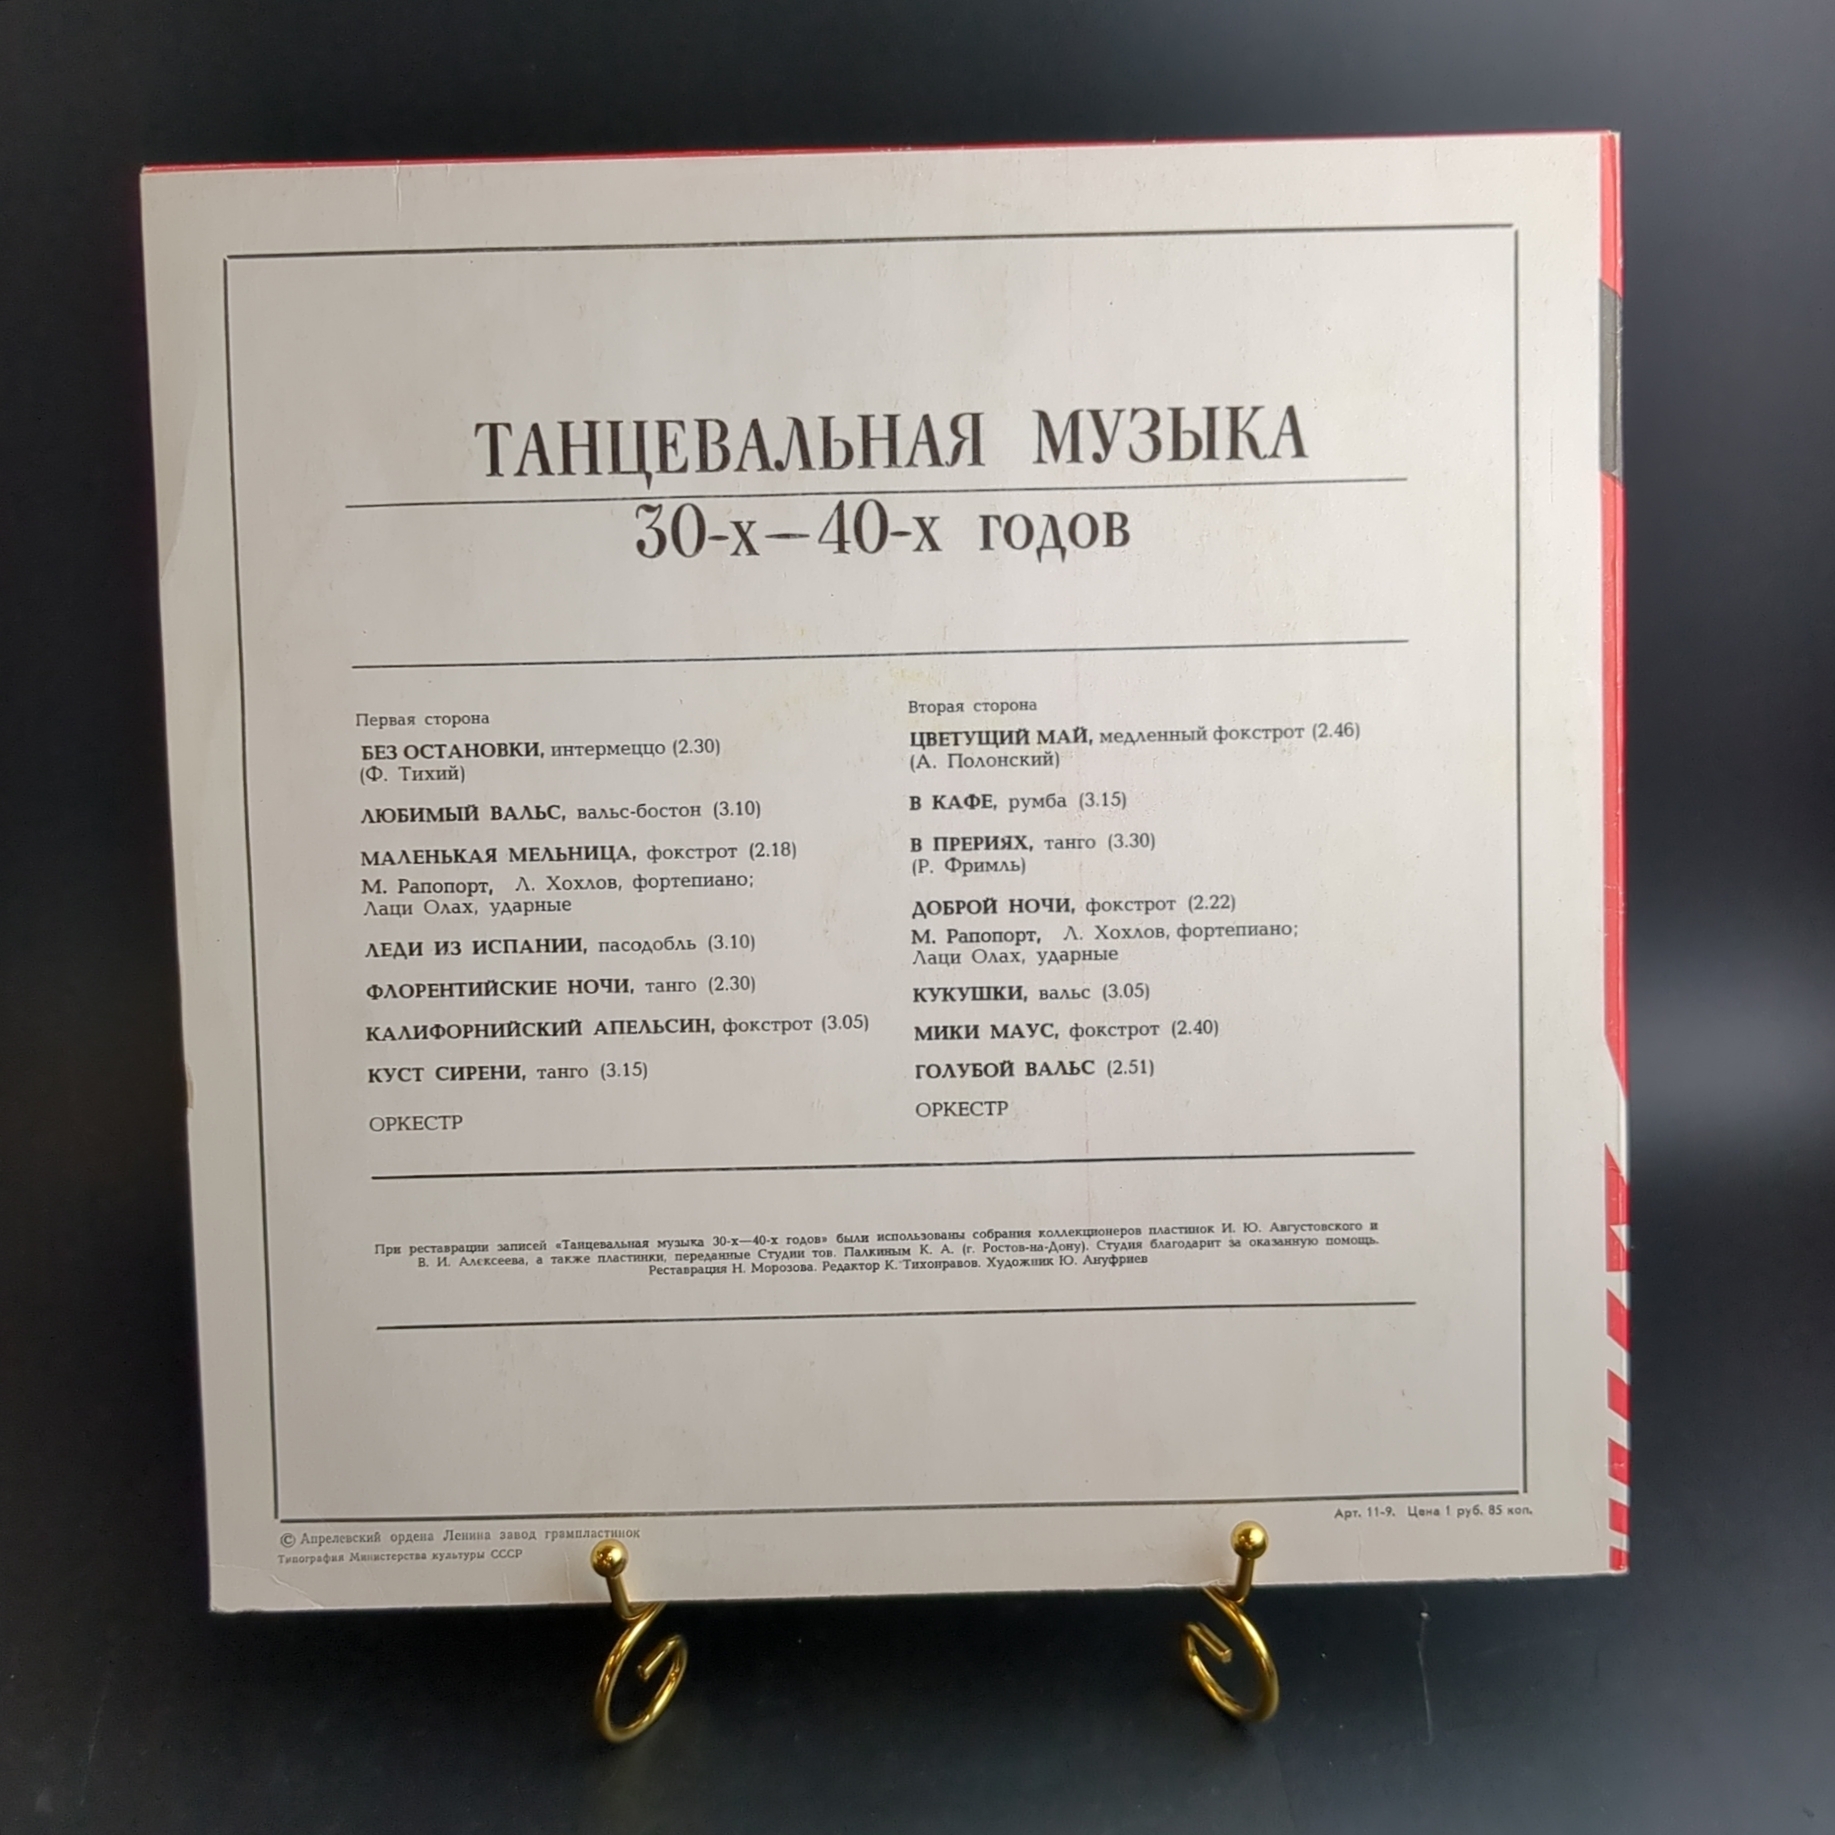 ТАНЦЕВАЛЬНАЯ МУЗЫКА
30-х—40-х годов
Первая сторона
БЕЗ ОСТАНОВКИ, интермеццо (2.30)
(Ф. Тихий)
ЛЮБИМЫЙ ВАЛЬС, вальс-бостон (3.10)
МАЛЕНЬКАЯ МЕЛЬНИЦА, фокстрот (2.18)
М. Рапопорт, Л. Хохлов, фортепиано;
Лаци Олах, ударные
ЛЕДИ ИЗ ИСПАНИИ, пасодобль (3.10)
ФЛОРЕНТИЙСКИЕ НОЧИ, танго (2.30)
КАЛИФОРНИЙСКИЙ АПЕЛЬСИН, фокстрот (3.05)
КУСТ СИРЕНИ, танго (3.15)
ОРКЕСТР
Вторая сторона
ЦВЕТУЩИЙ МАЙ, медленный фокстрот (2.46)
(А. Полонский)
В КАФЕ, румба (3.15)
В ПРЕРИЯХ, танго (3.30)
(Р. Фримль)
ДОБРОЙ НОЧИ, фокстрот (2.22)
М. Рапопорт, Л. Хохлов, фортепиано;
Лаци Олах, ударные
КУКУШКИ, вальс (3.05)
МИКИ МАУС, фокстрот (2.40)
ГОЛУБОЙ ВАЛЬС (2.51)
ОРКЕСТР
При реставрации записей «Танцевальная музыка 30-х—40-х годов» были использованы собрания коллекционеров пластинок И. Ю. Августовского и
В. И. Алексеева, а также пластинки, переданные Студии тов. Палкиным К. А. (г. Ростов-на-Дону). Студия благодарит за оказанную помощь.
Реставрация Н. Морозова. Редактор К. Тихонравов. Художник Ю. Ануфриев
Арт. 11-9. Цена 1 руб. 85 коп.
© Апрелевский ордена Ленина завод грампластинок
Типография Министерства культуры СССР